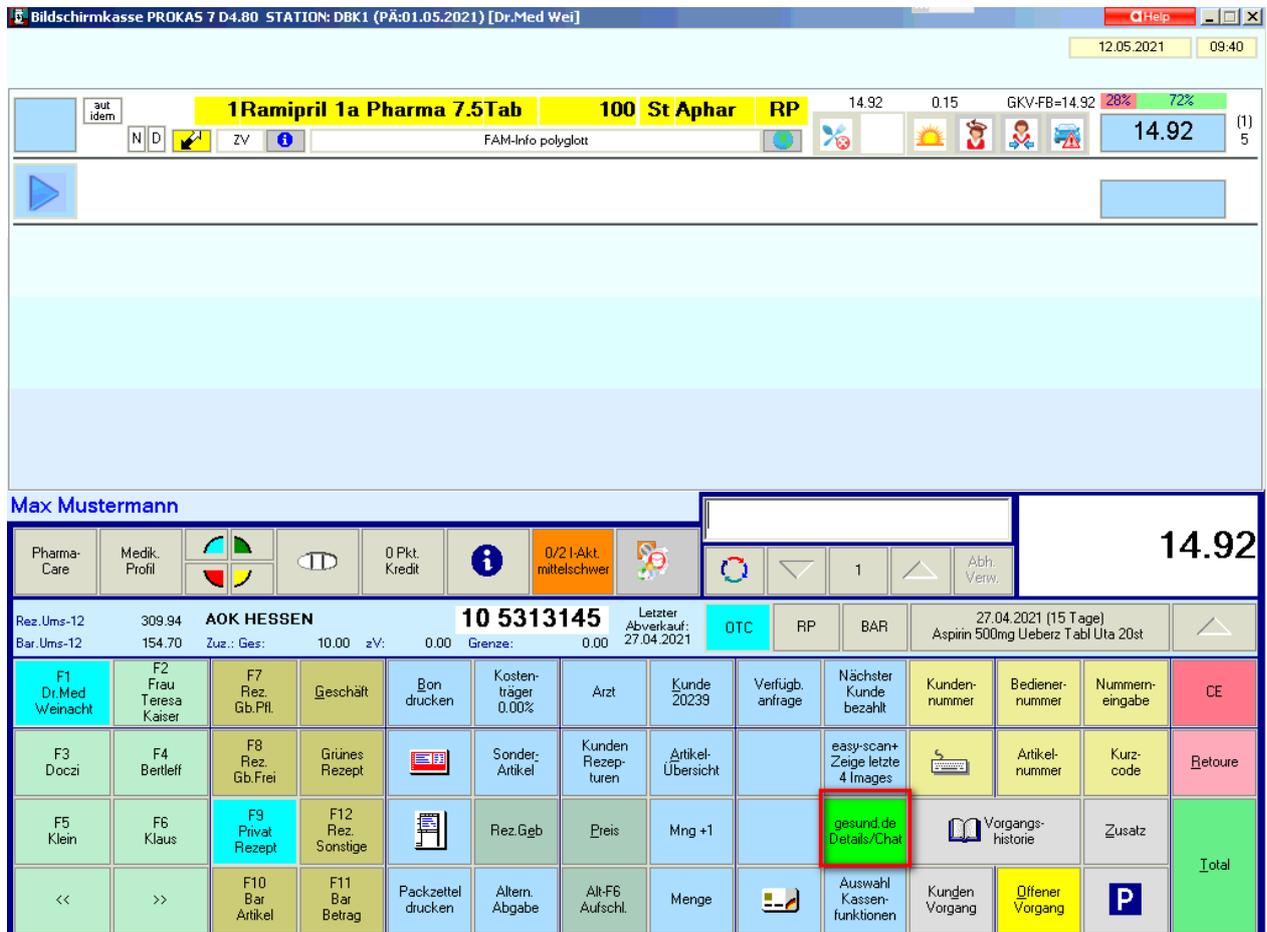 Bildschirmkasse PROKAS 7 D4.80 STATION: DBK1 (PÄ:01.05.2021) [Dr.Med Wei]
Help
12.05.2021 09:40
aut idem
1Ramipril 1a Pharma 7.5Tab 100 St Aphar RP
14.92 0.15 GKV-FB=14.92 28% 72%
N D ZV FAM-Info polyglott
14.92
(1)
5
Max Mustermann
Pharma-Care
Medik. Profil
0 Pkt. Kredit
0/2 I-Akt. mittelschwer
1
Abh. Verw.
14.92
Rez.Ums-12 309.94 AOK HESSEN 10 5313145
Bar.Ums-12 154.70 Zuz.: Ges: 10.00 zV: 0.00 Grenze: 0.00
Letzter Abverkauf: 27.04.2021
OTC RP BAR
27.04.2021 (15 Tage)
Aspirin 500mg Ueberz Tabl Uta 20st
F1 Dr.Med Weinacht
F2 Frau Teresa Kaiser
F7 Rez. Gb.Pfl.
Geschäft
Bon drucken
Kosten-träger 0.00%
Arzt
Kunde 20239
Verfügb. anfrage
Nächster Kunde bezahlt
Kunden-nummer
Bediener-nummer
Nummern-eingabe
CE
F3 Doczi
F4 Bertleff
F8 Rez. Gb.Frei
Grünes Rezept
Sonder-Artikel
Kunden Rezep-turen
Artikel-Übersicht
easy-scan+ Zeige letzte 4 Images
Artikel-nummer
Kurz-code
Retoure
F5 Klein
F6 Klaus
F9 Privat Rezept
F12 Rez. Sonstige
Rez.Geb
Preis
Mng +1
gesund.de Details/Chat
Vorgangs-historie
Zusatz
Total
<<
>>
F10 Bar Artikel
F11 Bar Betrag
Packzettel drucken
Altern. Abgabe
Alt-F6 Aufschl.
Menge
Auswahl Kassen-funktionen
Kunden Vorgang
Offener Vorgang
P